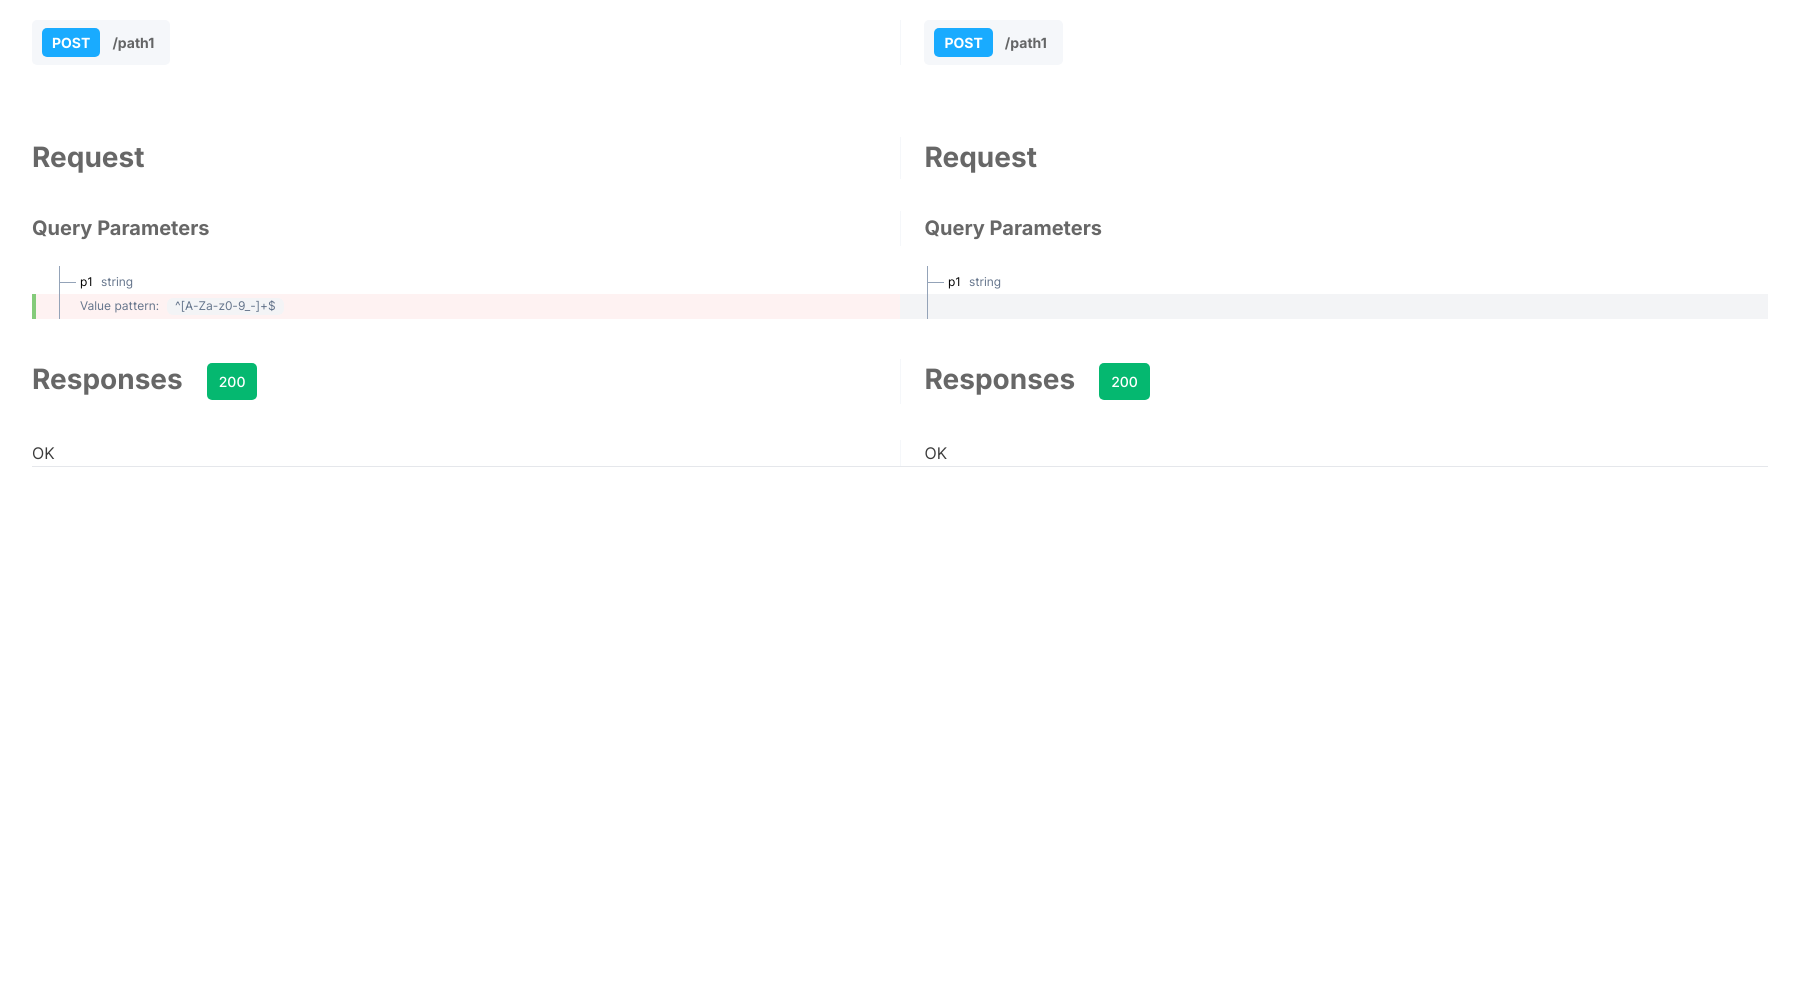 POST /path1 POST /path1
Request Request
Query Parameters Query Parameters
p1 string p1 string
Value pattern: ^[A-Za-z0-9_-]+$
Responses 200 Responses 200
OK OK